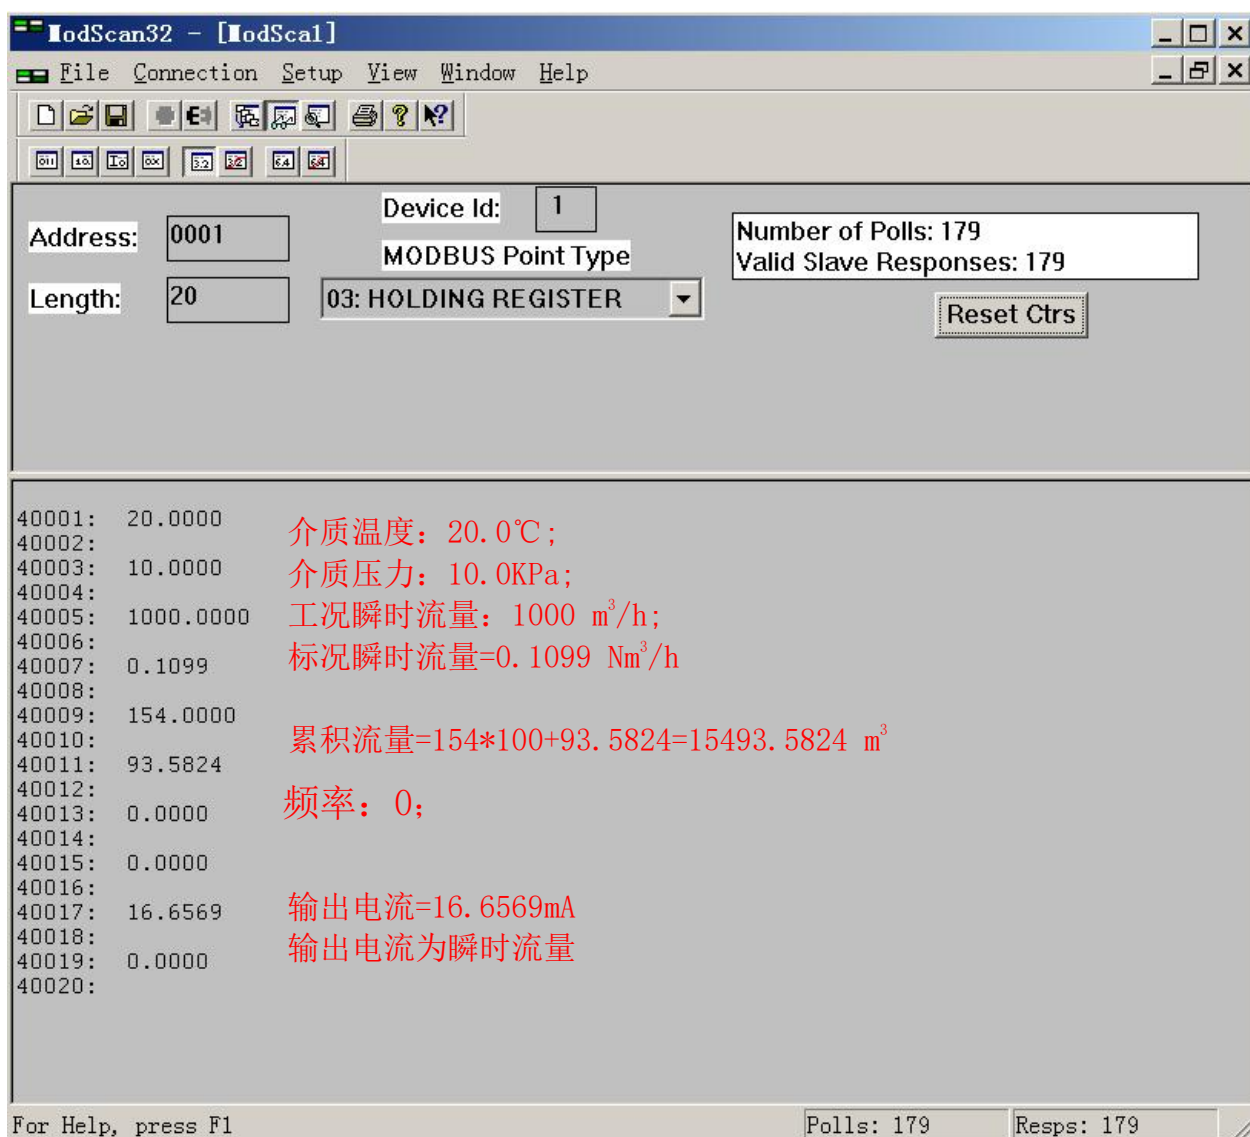 ModScan32 - [ModSca1]
File Connection Setup View Window Help
Device Id: 1
Address: 0001
MODBUS Point Type
Length: 20
03: HOLDING REGISTER
Number of Polls: 179
Valid Slave Responses: 179
Reset Ctrs
40001: 20.0000
介质温度：20.0℃；
40002:
40003: 10.0000
介质压力：10.0KPa;
40004:
40005: 1000.0000
工况瞬时流量：1000 m³/h;
40006:
40007: 0.1099
标况瞬时流量=0.1099 Nm³/h
40008:
40009: 154.0000
40010:
累积流量=154*100+93.5824=15493.5824 m³
40011: 93.5824
40012:
40013: 0.0000
频率：0；
40014:
40015: 0.0000
40016:
40017: 16.6569
输出电流=16.6569mA
40018:
输出电流为瞬时流量
40019: 0.0000
40020:
For Help, press F1
Polls: 179
Resps: 179